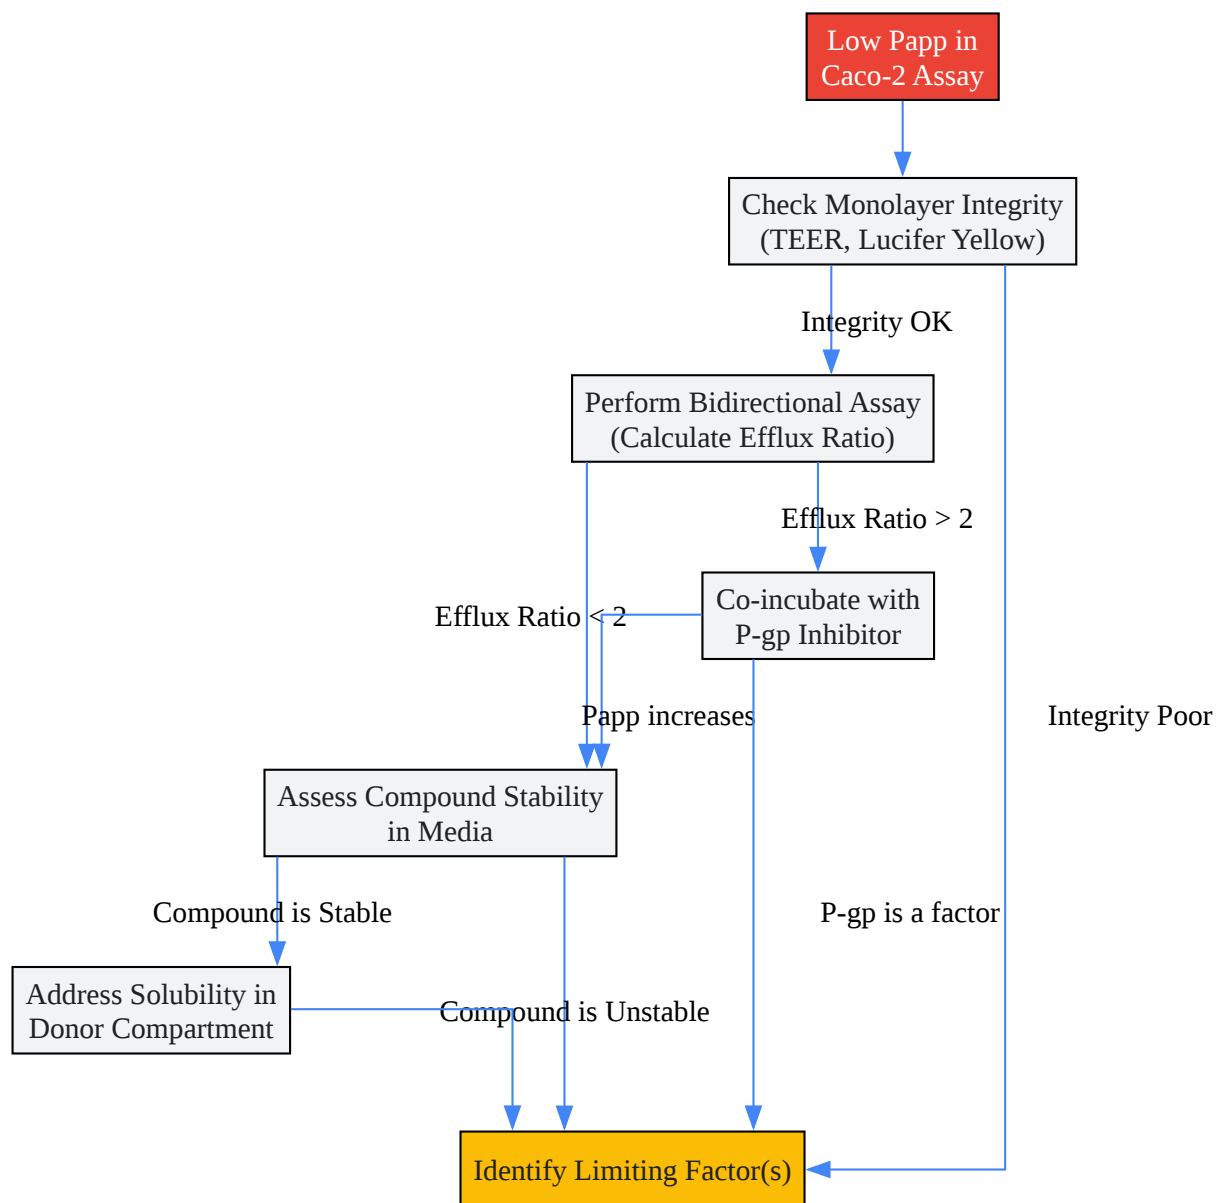 Low Papp in
Caco-2 Assay
Check Monolayer Integrity
(TEER, Lucifer Yellow)
Integrity OK
Perform Bidirectional Assay
(Calculate Efflux Ratio)
Efflux Ratio > 2
Efflux Ratio < 2
Co-incubate with
P-gp Inhibitor
Papp increases
Integrity Poor
Assess Compound Stability
in Media
Compound is Stable
P-gp is a factor
Address Solubility in
Donor Compartment
Compound is Unstable
Identify Limiting Factor(s)